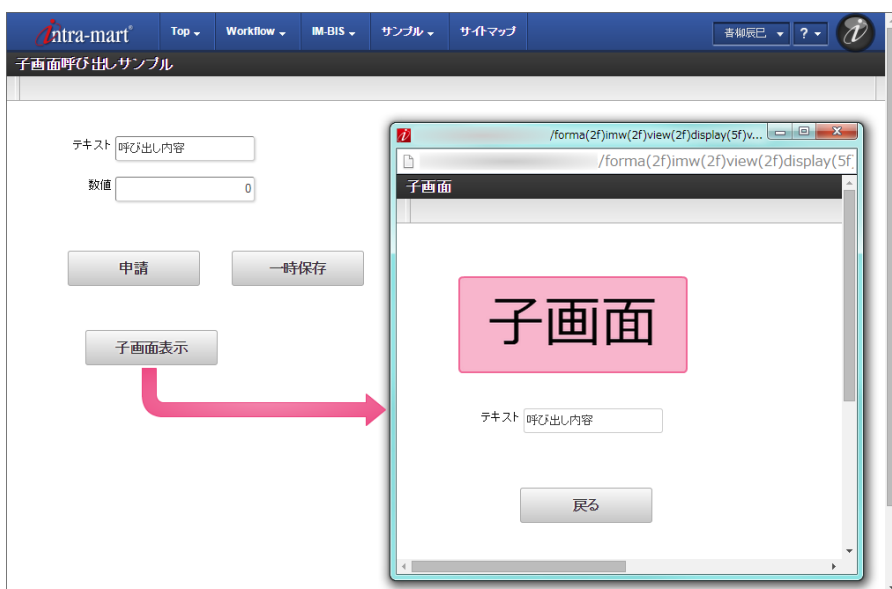 intra-mart® Top Workflow IM-BIS サンプル サイトマップ 青柳辰巳 ?
子画面呼び出しサンプル
テキスト 呼び出し内容
数値 0
申請 一時保存
子画面表示
/forma(2f)imw(2f)view(2f)display(5f)v...
/forma(2f)imw(2f)view(2f)display(5f
子画面
子画面
テキスト 呼び出し内容
戻る